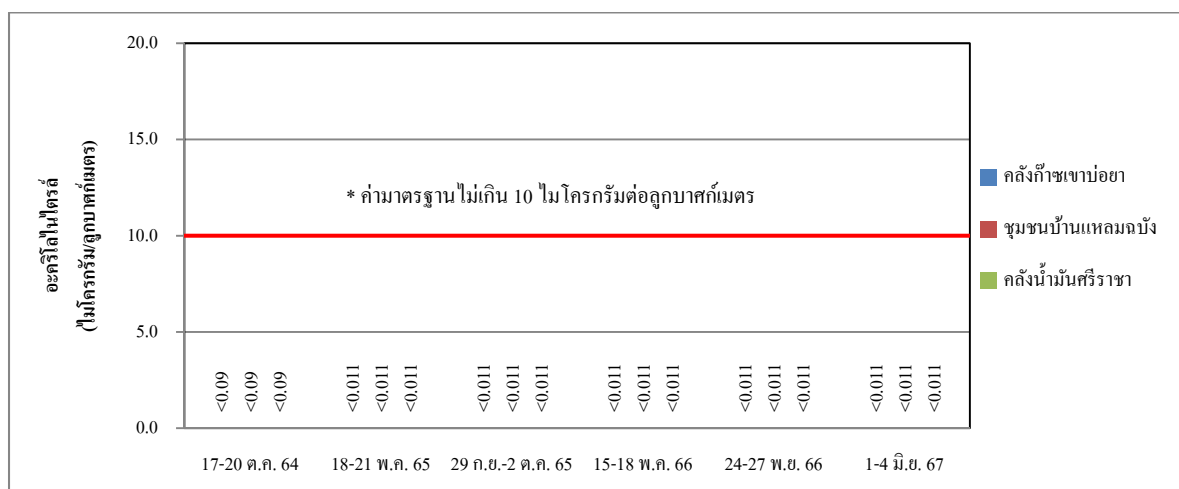 20.0
15.0
10.0
5.0
0.0
อะคริโลไนไตรล์
(ไมโครกรัม/ลูกบาศก์เมตร)
* ค่ามาตรฐานไม่เกิน 10 ไมโครกรัมต่อลูกบาศก์เมตร
<0.09 <0.09 <0.09 <0.011 <0.011 <0.011 <0.011 <0.011 <0.011 <0.011 <0.011 <0.011 <0.011 <0.011 <0.011 <0.011 <0.011 <0.011
17-20 ต.ค. 64 18-21 พ.ค. 65 29 ก.ย.-2 ต.ค. 65 15-18 พ.ค. 66 24-27 พ.ย. 66 1-4 มิ.ย. 67
คลังก๊าซเขาบ่อยา
ชุมชนบ้านแหลมฉบัง
คลังน้ำมันศรีราชา